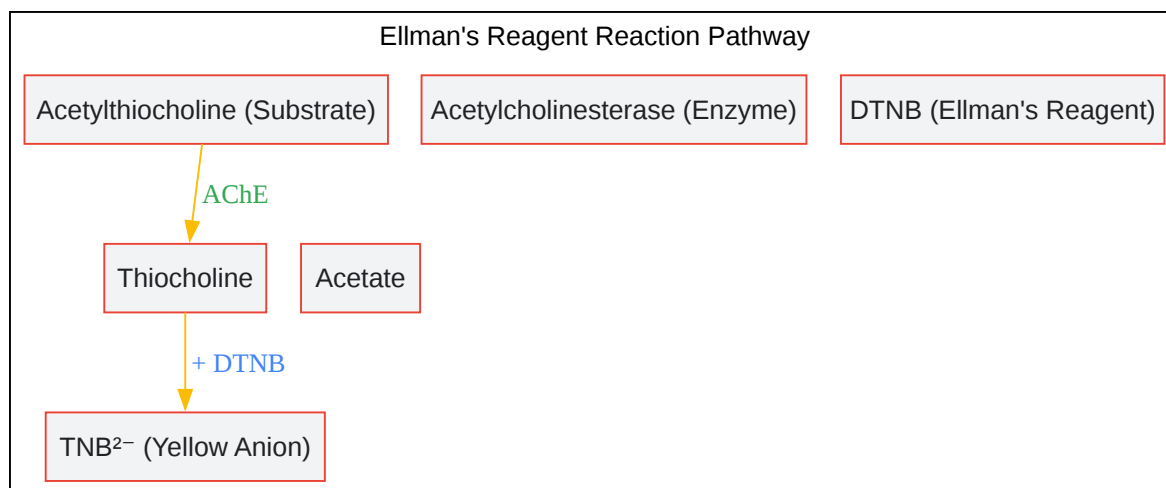 Ellman's Reagent Reaction Pathway
Acetylthiocholine (Substrate)
Acetylcholinesterase (Enzyme)
DTNB (Ellman's Reagent)
AChE
Thiocholine
Acetate
+ DTNB
TNB²⁻ (Yellow Anion)